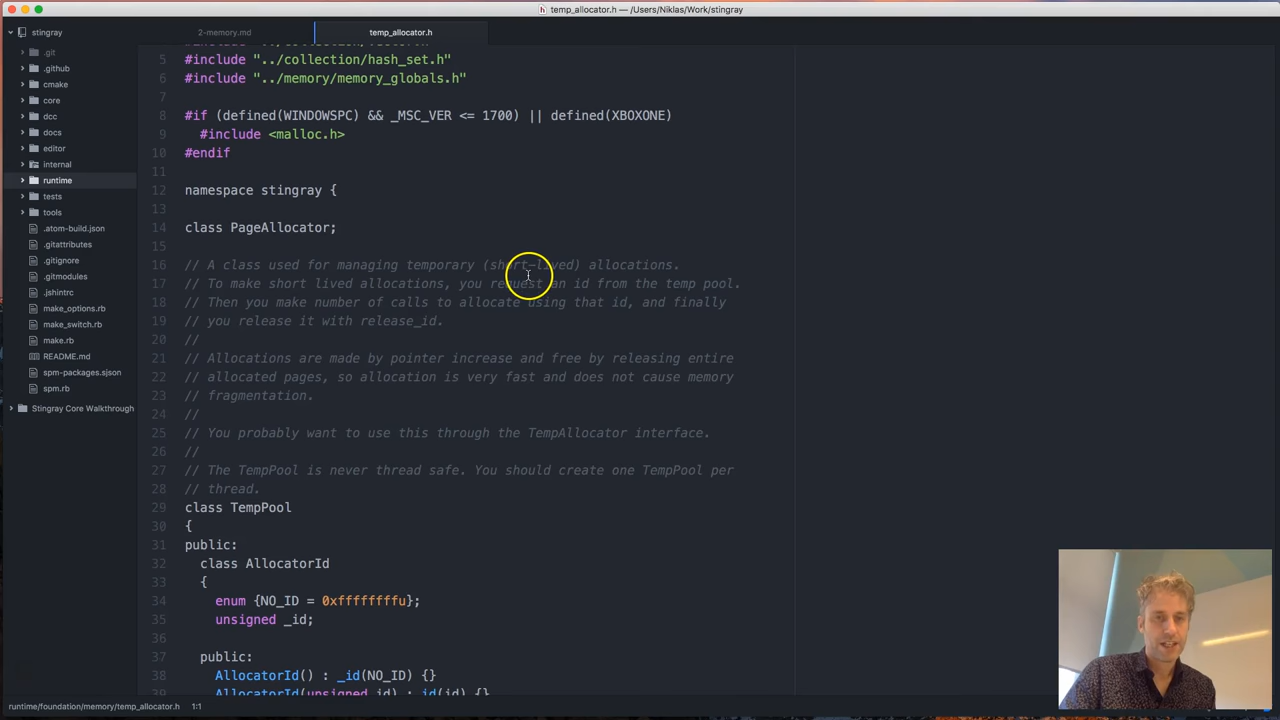 temp_allocator.h — /Users/Niklas/Work/stingray
stingray
2-memory.md
temp_allocator.h
.git
.github
cmake
core
dcc
docs
editor
internal
runtime
tests
tools
.atom-build.json
.gitattributes
.gitignore
.gitmodules
.jshintrc
make_options.rb
make_switch.rb
make.rb
README.md
spm-packages.sjson
spm.rb
Stingray Core Walkthrough
5 #include "../collection/hash_set.h"
6 #include "../memory/memory_globals.h"
7
8 #if (defined(WINDOWSPC) && _MSC_VER <= 1700) || defined(XBOXONE)
9 #include <malloc.h>
10 #endif
11
12 namespace stingray {
13
14 class PageAllocator;
15
16 // A class used for managing temporary (short-lived) allocations.
17 // To make short lived allocations, you request an id from the temp pool.
18 // Then you make number of calls to allocate using that id, and finally
19 // you release it with release_id.
20 //
21 // Allocations are made by pointer increase and free by releasing entire
22 // allocated pages, so allocation is very fast and does not cause memory
23 // fragmentation.
24 //
25 // You probably want to use this through the TempAllocator interface.
26 //
27 // The TempPool is never thread safe. You should create one TempPool per
28 // thread.
29 class TempPool
30 {
31 public:
32 class AllocatorId
33 {
34 enum {NO_ID = 0xffffffffu};
35 unsigned _id;
36
37 public:
38 AllocatorId() : _id(NO_ID) {}
39 AllocatorId(unsigned id) : _id(id) {}
runtime/foundation/memory/temp_allocator.h 1:1